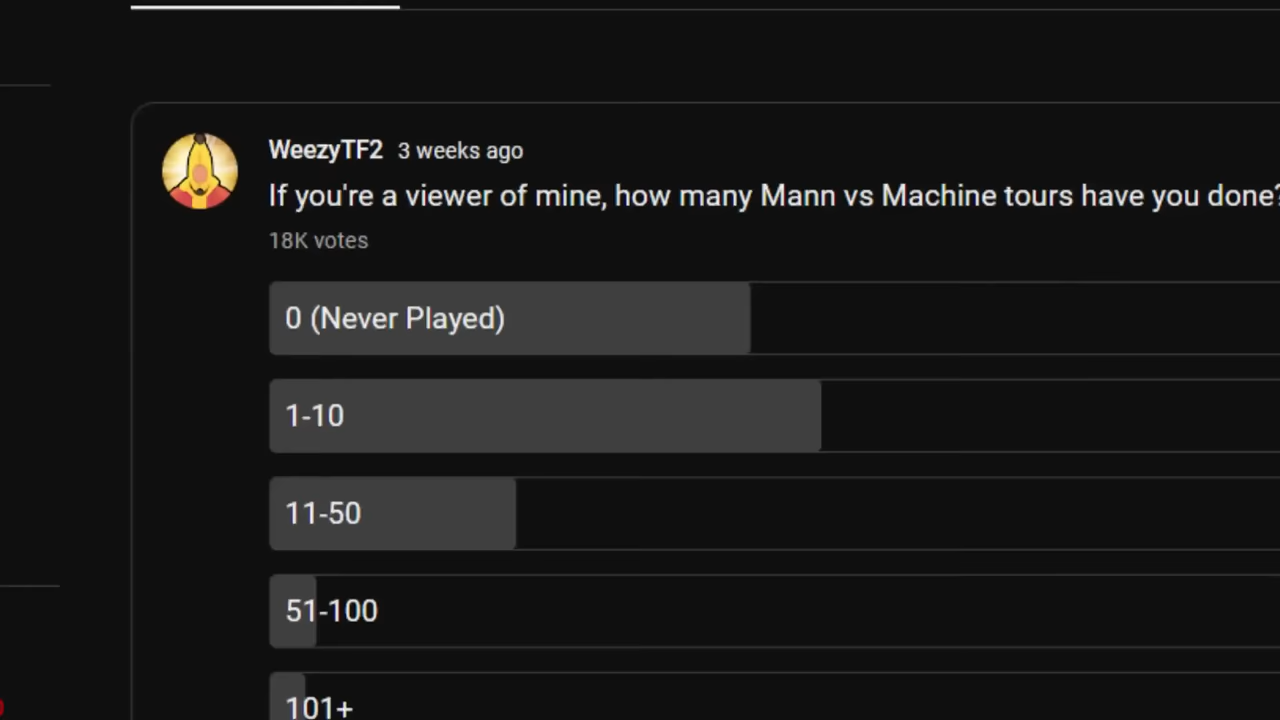 WeezyTF2 3 weeks ago
If you're a viewer of mine, how many Mann vs Machine tours have you done?
18K votes
0 (Never Played)
1-10
11-50
51-100
101+